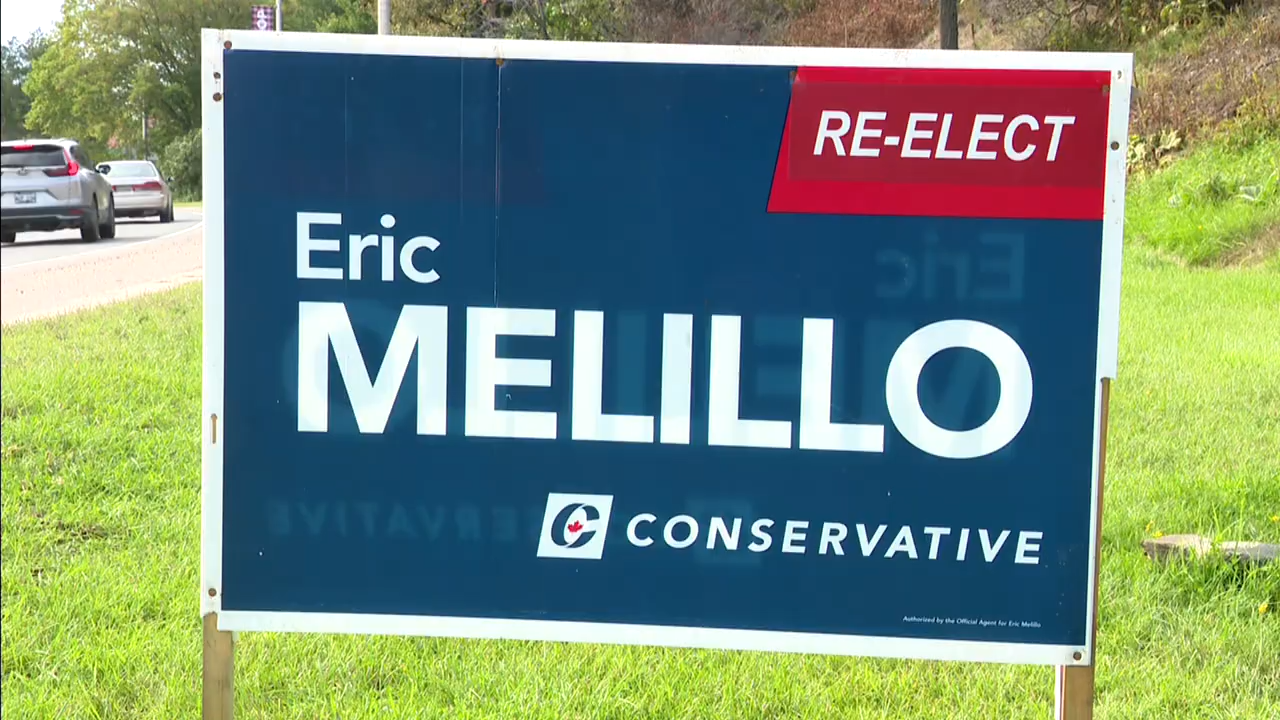 RE-ELECT
Eric
MELILLO
CONSERVATIVE
Authorized by the Official Agent for Eric Melillo